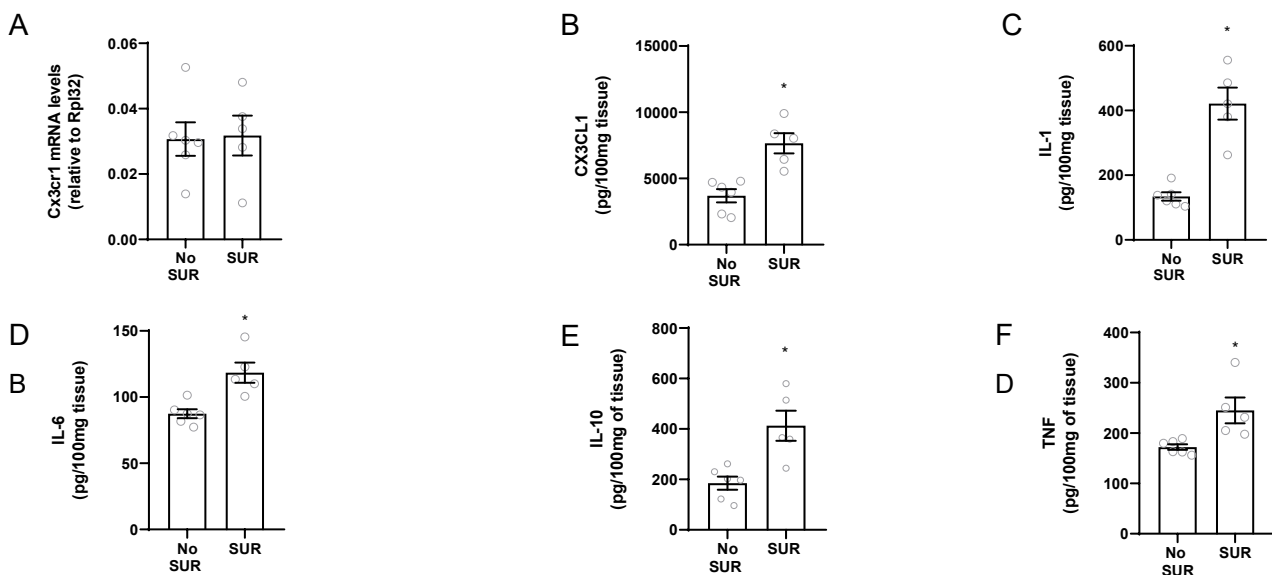 A
Cx3cr1 mRNA levels
(relative to Rpl32)
0.06
0.04
0.02
0.00
No
SUR
SUR
B
CX3CL1
(pg/100mg tissue)
15000
10000
5000
0
*
No
SUR
SUR
C
IL-1
(pg/100mg tissue)
600
400
200
0
*
No
SUR
SUR
D
B
IL-6
(pg/100mg tissue)
150
100
50
0
*
No
SUR
SUR
E
IL-10
(pg/100mg of tissue)
800
600
400
200
0
*
No
SUR
SUR
F
D
TNF
(pg/100mg of tissue)
400
300
200
100
0
*
No
SUR
SUR